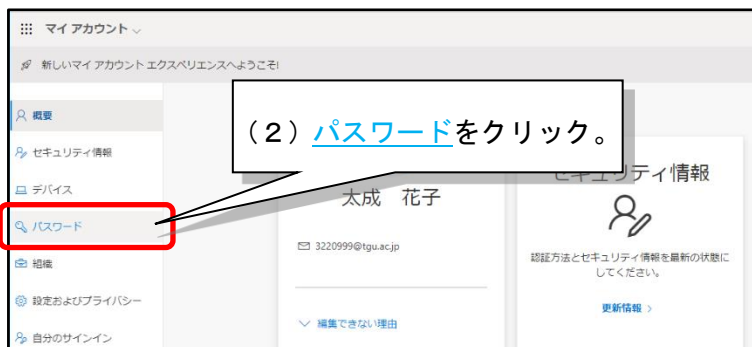 マイ アカウント
新しいマイ アカウント エクスペリエンスへようこそ!
概要
セキュリティ情報
デバイス
パスワード
組織
設定およびプライバシー
自分のサインイン
(2)パスワードをクリック。
太成 花子
3220999@tgu.ac.jp
編集できない理由
セキュリティ情報
認証方法とセキュリティ情報を最新の状態に
してください。
更新情報 >